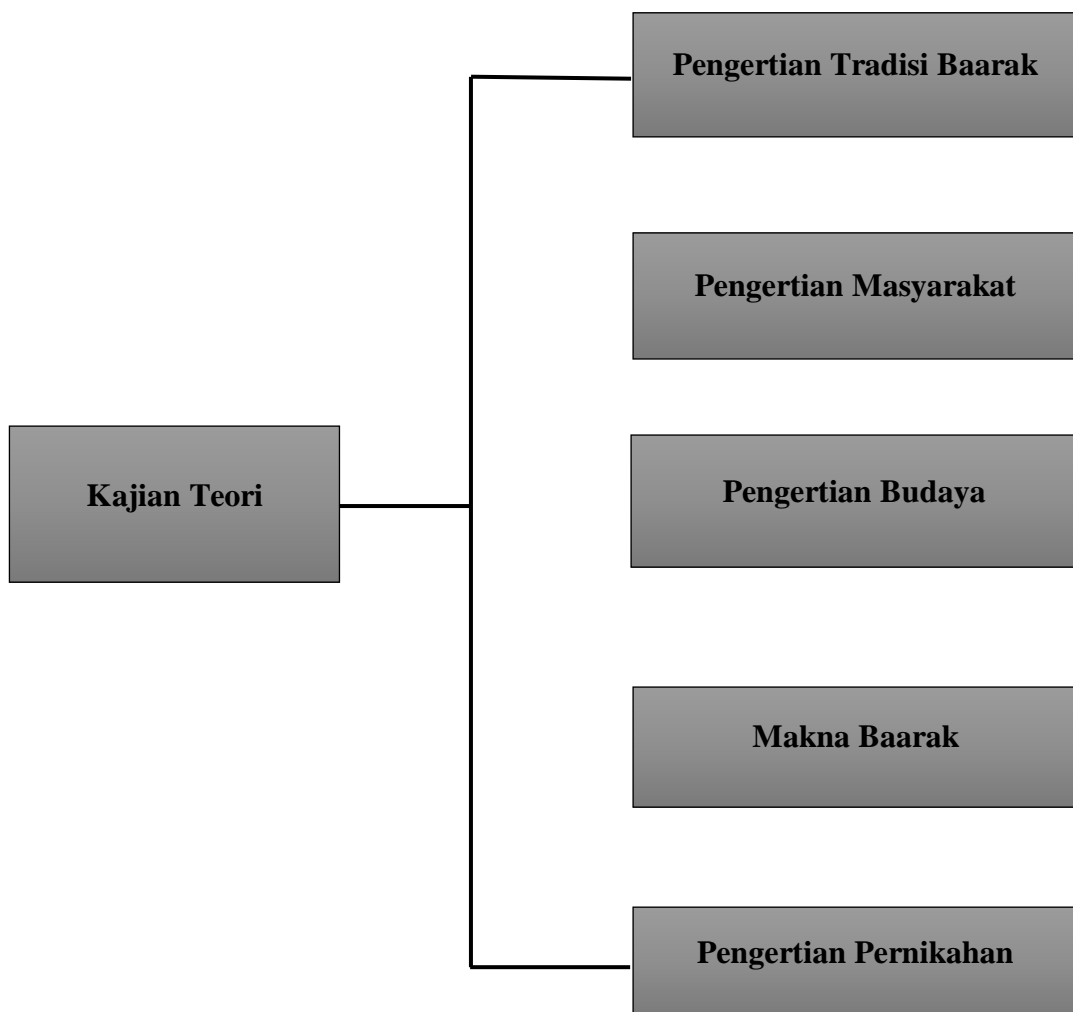 Pengertian Tradisi Baarak
Pengertian Masyarakat
Kajian Teori
Pengertian Budaya
Makna Baarak
Pengertian Pernikahan